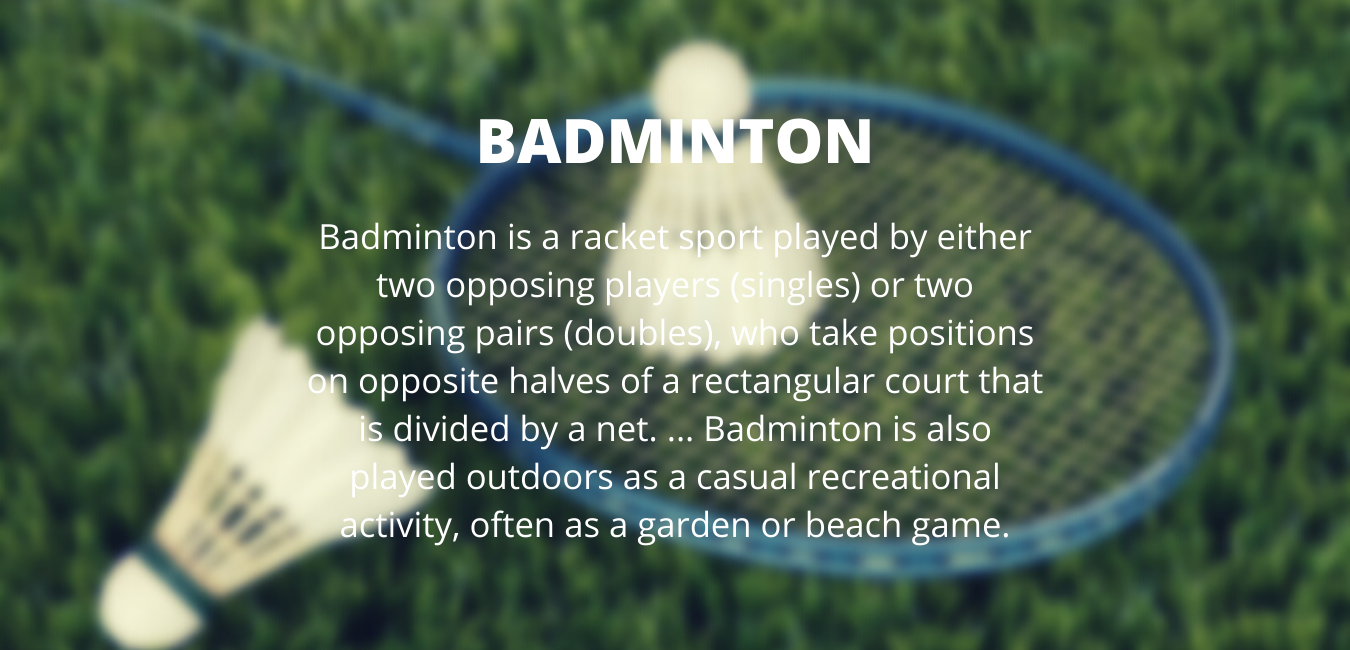 BADMINTON
Badminton is a racket sport played by either
two opposing players (singles) or two
opposing pairs (doubles), who take positions
on opposite halves of a rectangular court that
is divided by a net. ... Badminton is also
played outdoors as a casual recreational
activity, often as a garden or beach game.